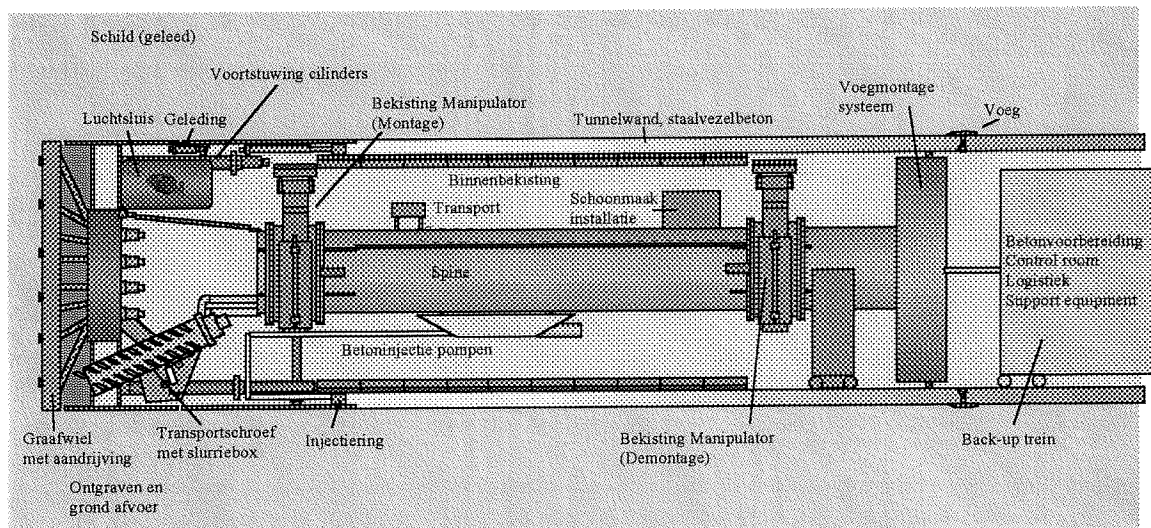 Schild (geleed)
Voortstuwing cilinders
Luchtsluis
Geleding
Bekisting Manipulator
(Montage)
Tunnelwand, staalvezelbeton
Voegmontage
systeem
Voeg
Binnenbekisting
Transport
Schoonmaak
installatie
Spine
Betoninjectie pompen
Betonvoorbereiding
Control room
Logistiek
Support equipment
Graafwiel
met aandrijving
Transportschroef
met slurriebox
Injectiering
Bekisting Manipulator
(Demontage)
Back-up trein
Ontgraven en
grond afvoer